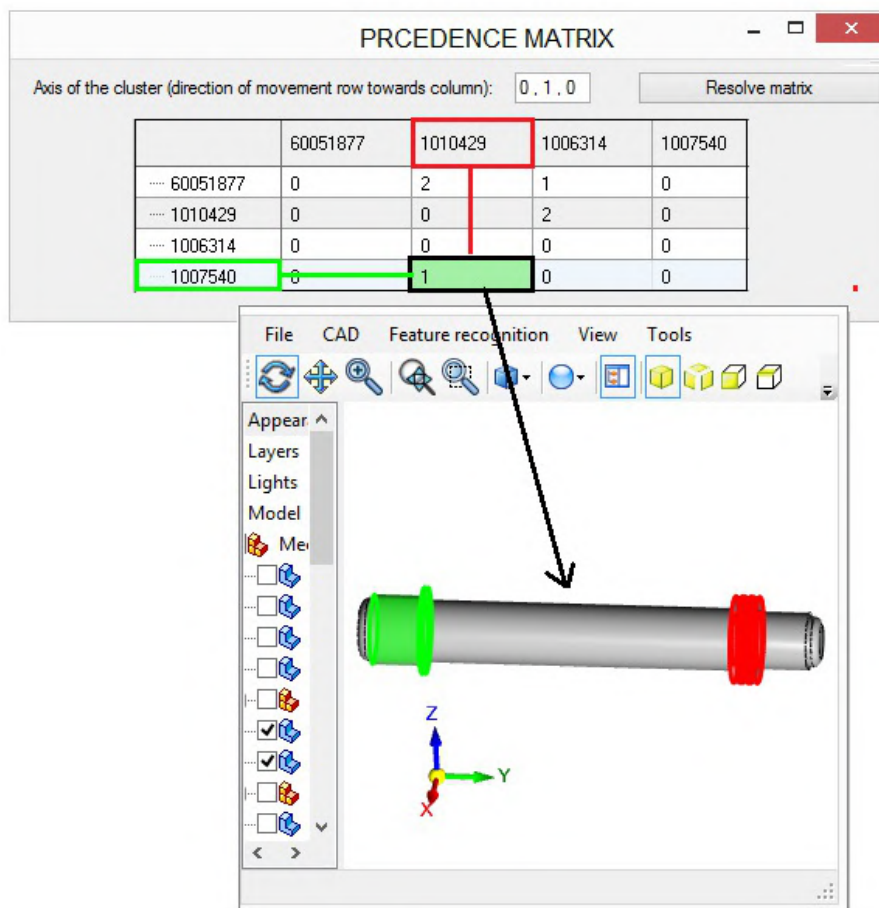 PRCEDENCE MATRIX
Axis of the cluster (direction of movement row towards column): 0,1,0 Resolve matrix
60051877 1010429 1006314 1007540
60051877 0 2 1 0
1010429 0 0 2 0
1006314 0 0 0 0
1007540 0 1 0 0
File CAD Feature recognition View Tools
Appear
Layers
Lights
Model
Me
Z
Y
X